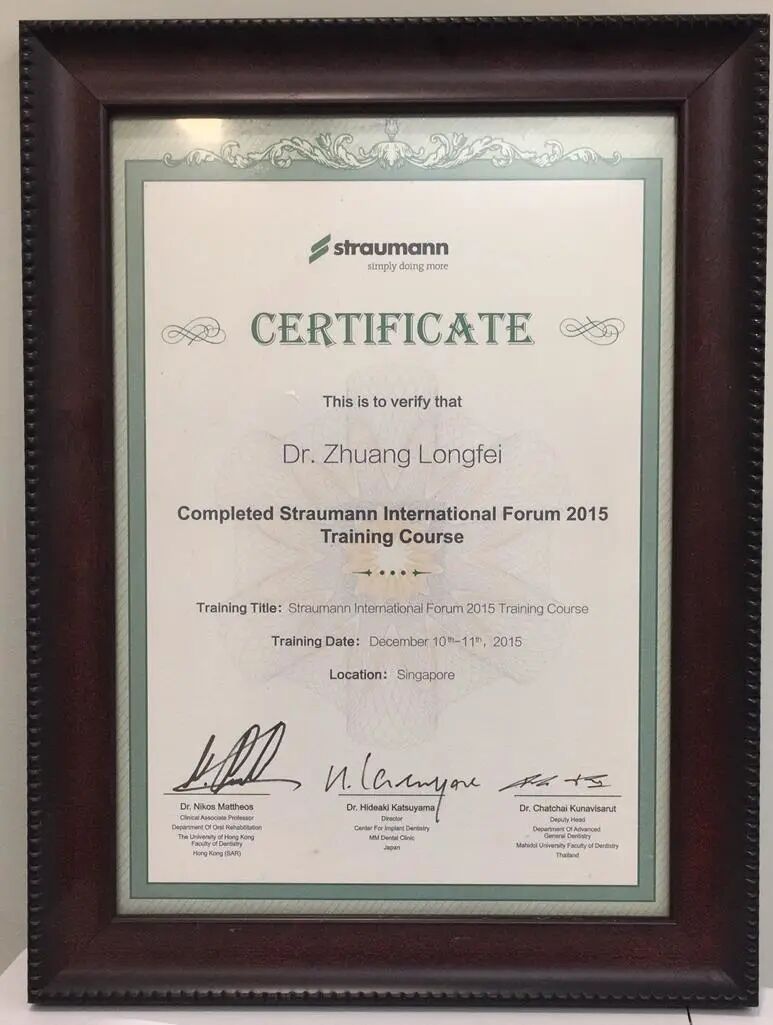 straumann
simply doing more
CERTIFICATE
This is to verify that
Dr. Zhuang Longfei
Completed Straumann International Forum 2015
Training Course
Training Title: Straumann International Forum 2015 Training Course
Training Date: December 10th-11th, 2015
Location: Singapore
N. Katsuyama
Dr. Nikos Mattheos
Clinical Associate Professor
Department Of Oral Rehabilitation
The University of Hong Kong
Faculty of Dentistry
Hong Kong (SAR)
Dr. Hideaki Katsuyama
Director
Center For Implant Dentistry
MM Dental Clinic
Japan
Dr. Chatchai Kunavisarut
Deputy Head
Department Of Advanced
General Dentistry
Mahidol University Faculty of Dentistry
Thailand